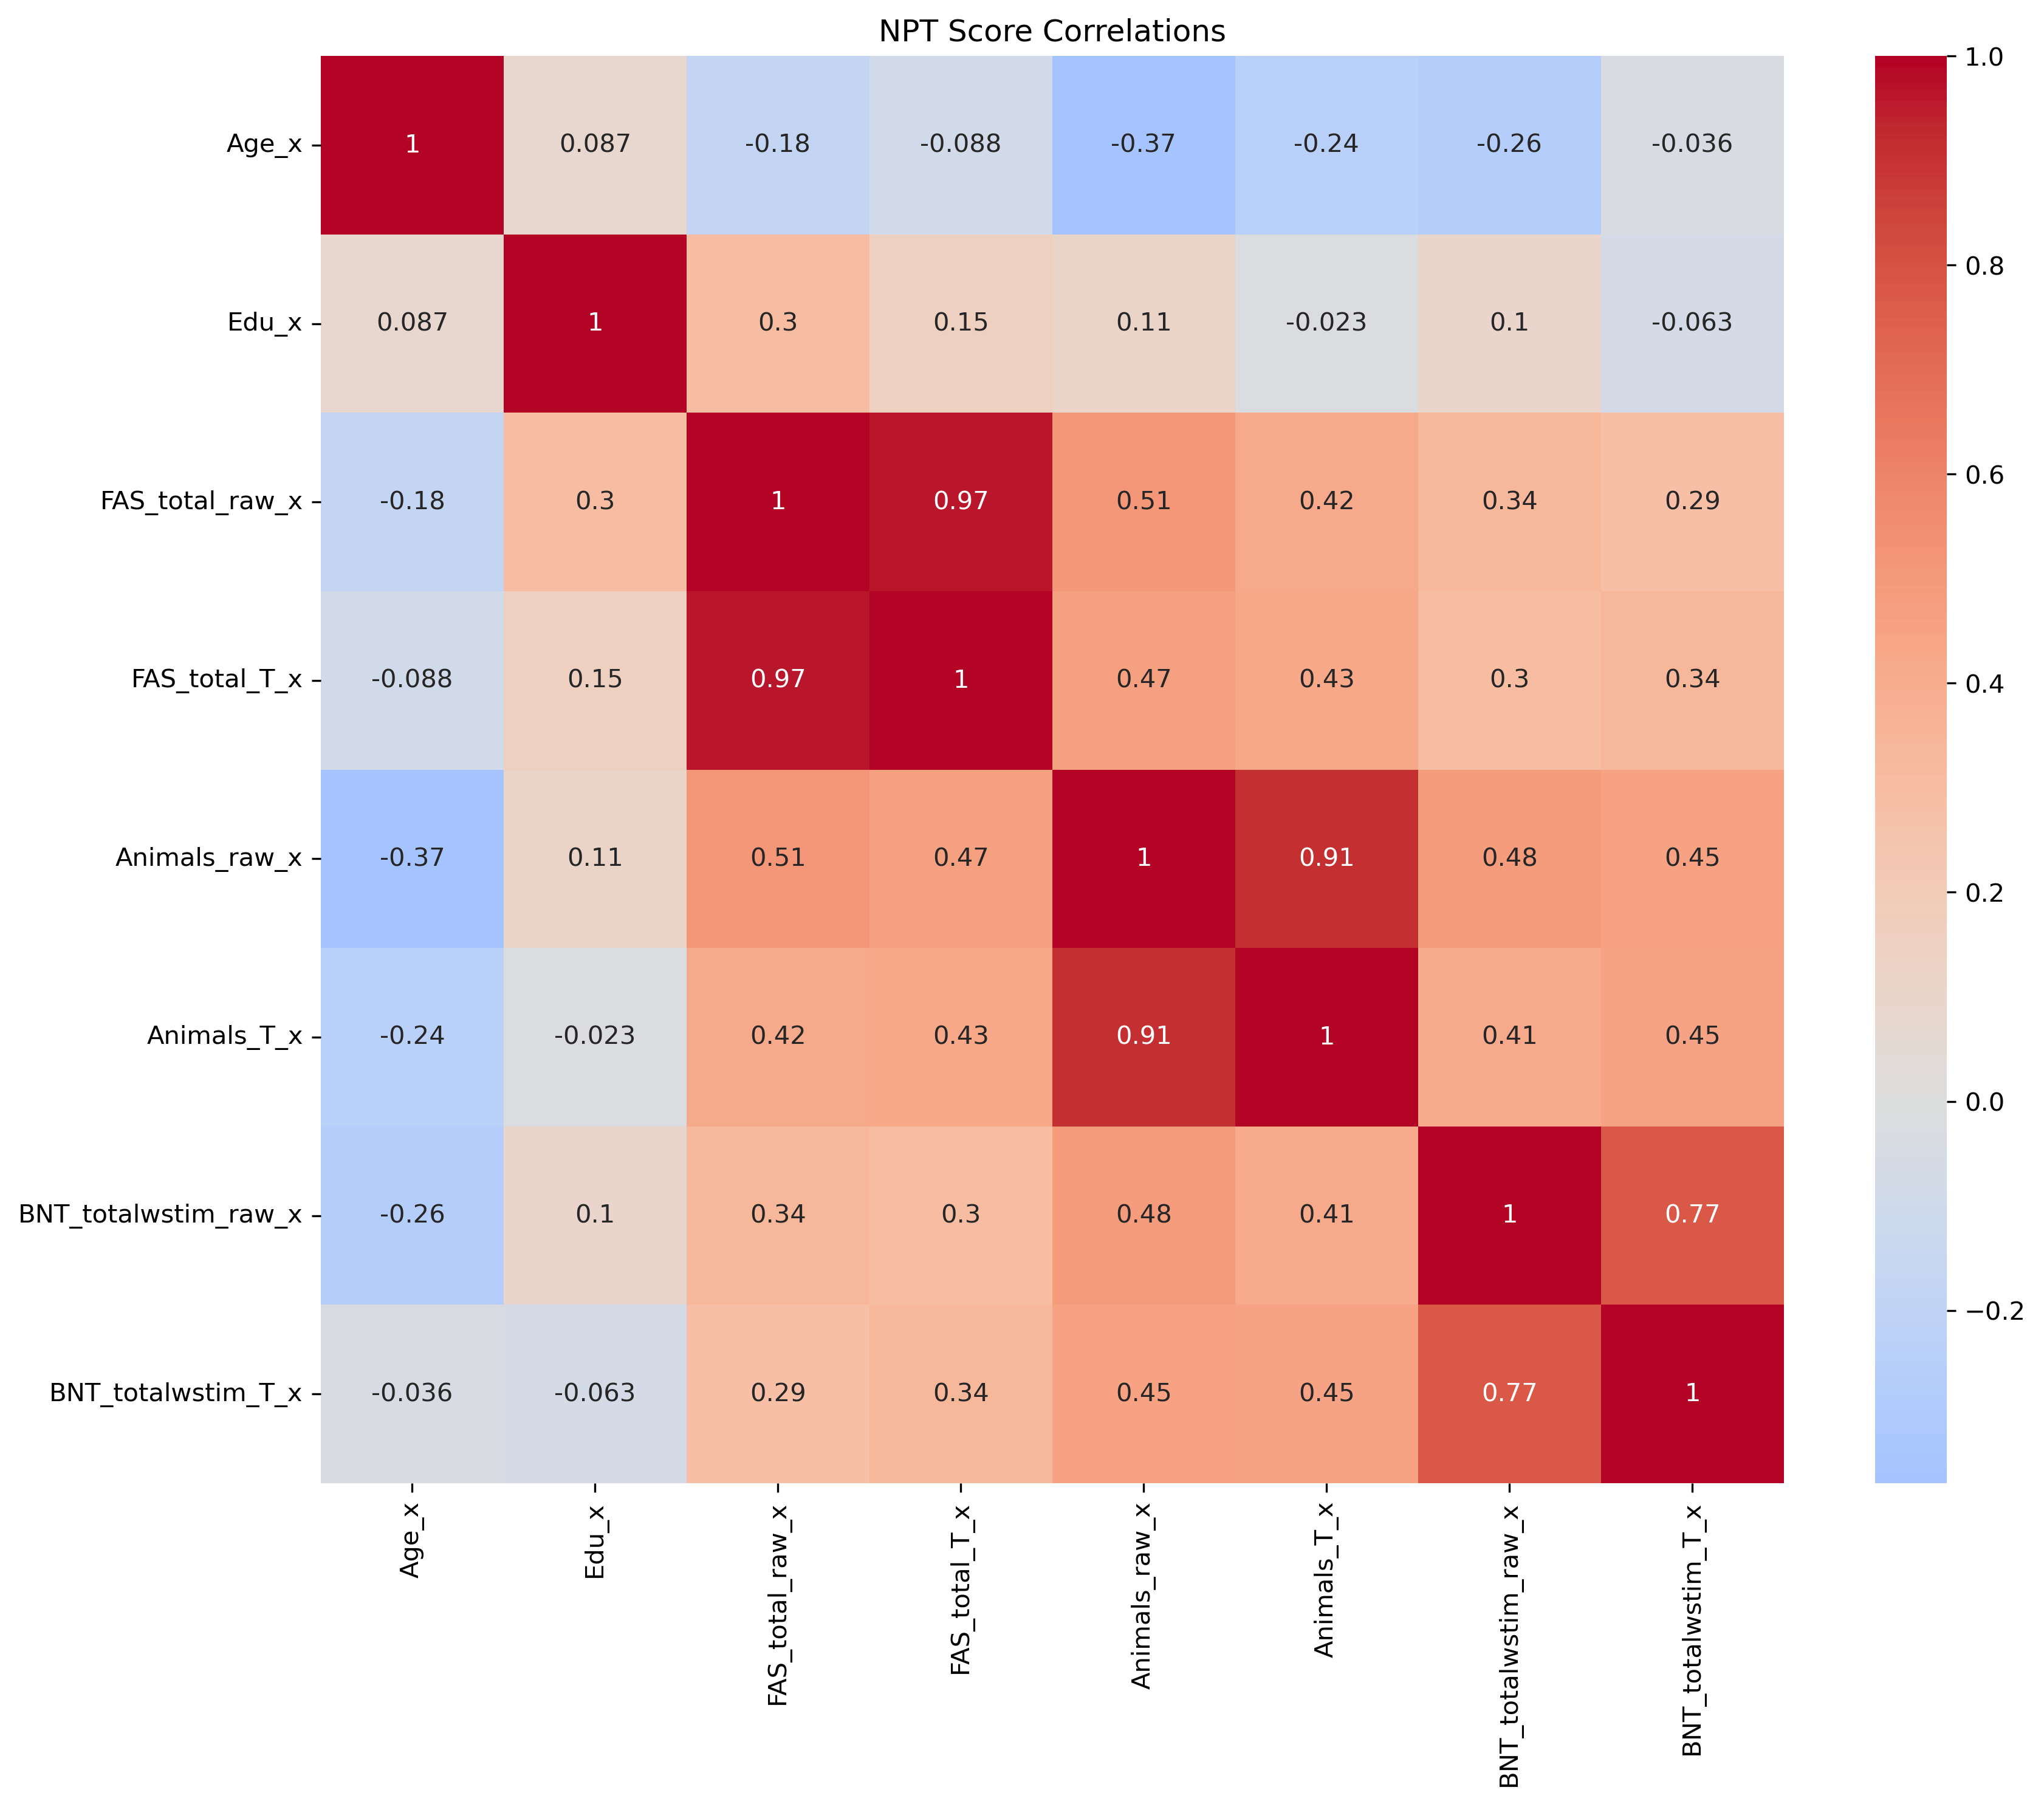 NPT Score Correlations
Age_x 1 0.087 -0.18 -0.088 -0.37 -0.24 -0.26 -0.036
Edu_x 0.087 1 0.3 0.15 0.11 -0.023 0.1 -0.063
FAS_total_raw_x -0.18 0.3 1 0.97 0.51 0.42 0.34 0.29
FAS_total_T_x -0.088 0.15 0.97 1 0.47 0.43 0.3 0.34
Animals_raw_x -0.37 0.11 0.51 0.47 1 0.91 0.48 0.45
Animals_T_x -0.24 -0.023 0.42 0.43 0.91 1 0.41 0.45
BNT_totalwstim_raw_x -0.26 0.1 0.34 0.3 0.48 0.41 1 0.77
BNT_totalwstim_T_x -0.036 -0.063 0.29 0.34 0.45 0.45 0.77 1
Age_x
Edu_x
FAS_total_raw_x
FAS_total_T_x
Animals_raw_x
Animals_T_x
BNT_totalwstim_raw_x
BNT_totalwstim_T_x
1.0
0.8
0.6
0.4
0.2
0.0
−0.2